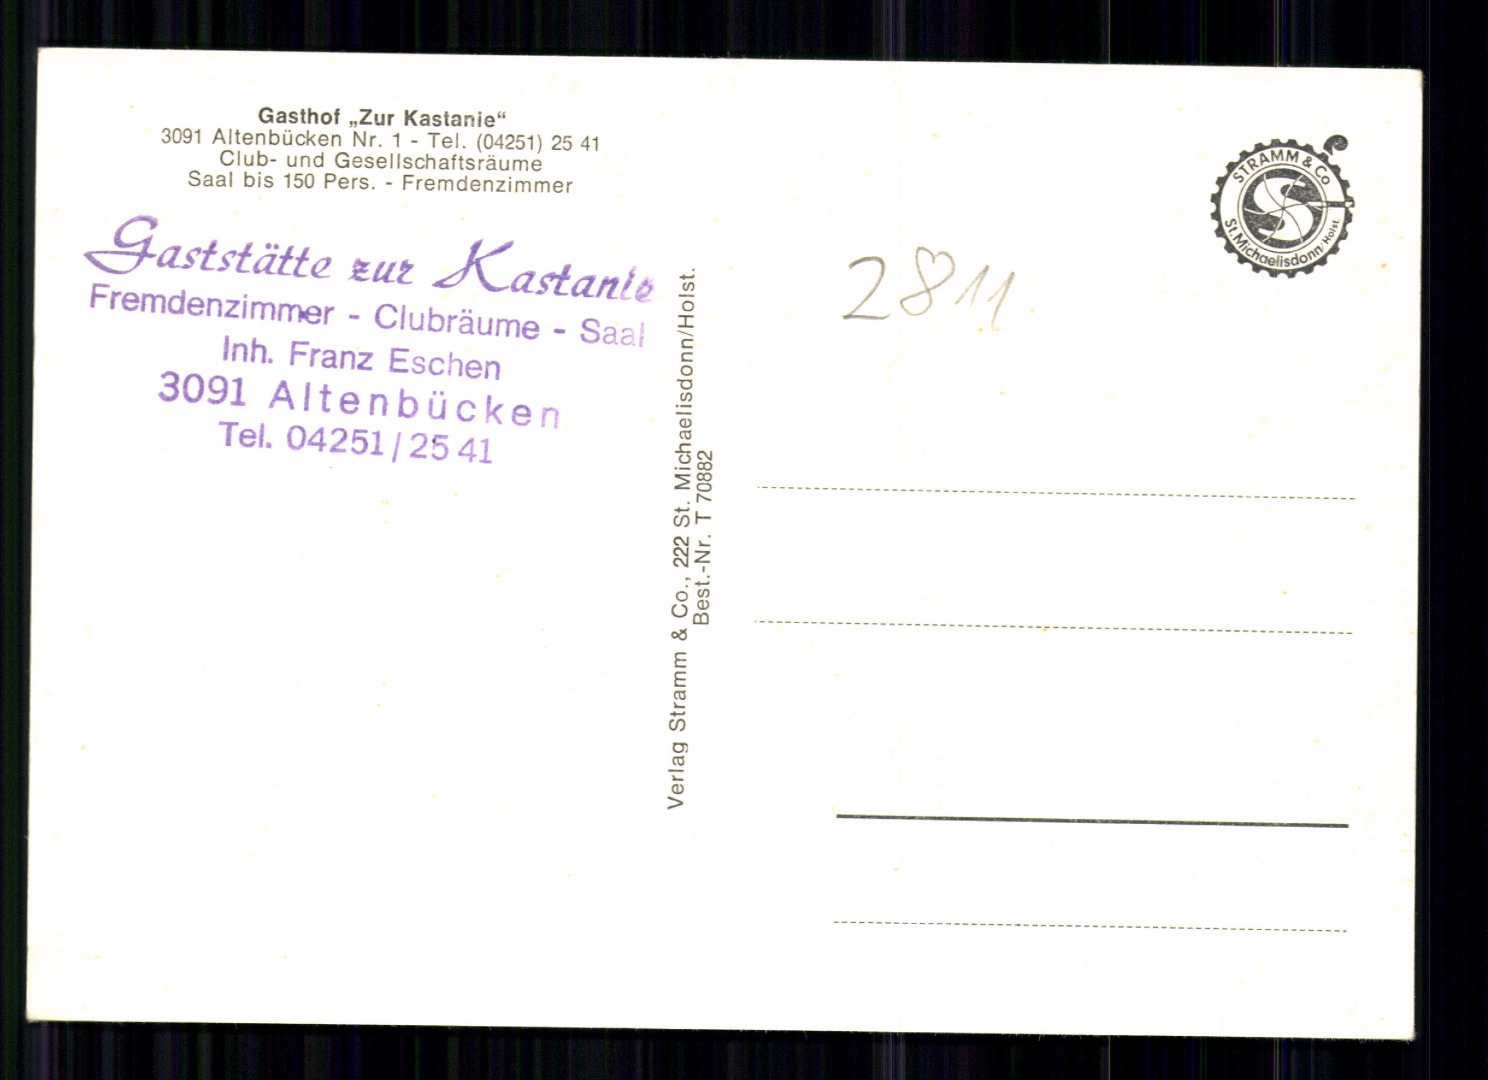 Gasthof „Zur Kastanie“
3091 Altenbücken Nr. 1 - Tel. (04251) 25 41
Club- und Gesellschaftsräume
Saal bis 150 Pers. - Fremdenzimmer
Gaststätte zur Kastanie
Fremdenzimmer - Clubräume - Saal
Inh. Franz Eschen
3091 Altenbücken
Tel. 04251/25 41
Verlag Stramm & Co., 222 St. Michaelisdonn/Holst.
Best.-Nr. T 70882
2811
STRAMM & Co
St. Michaelisdonn/Holst.